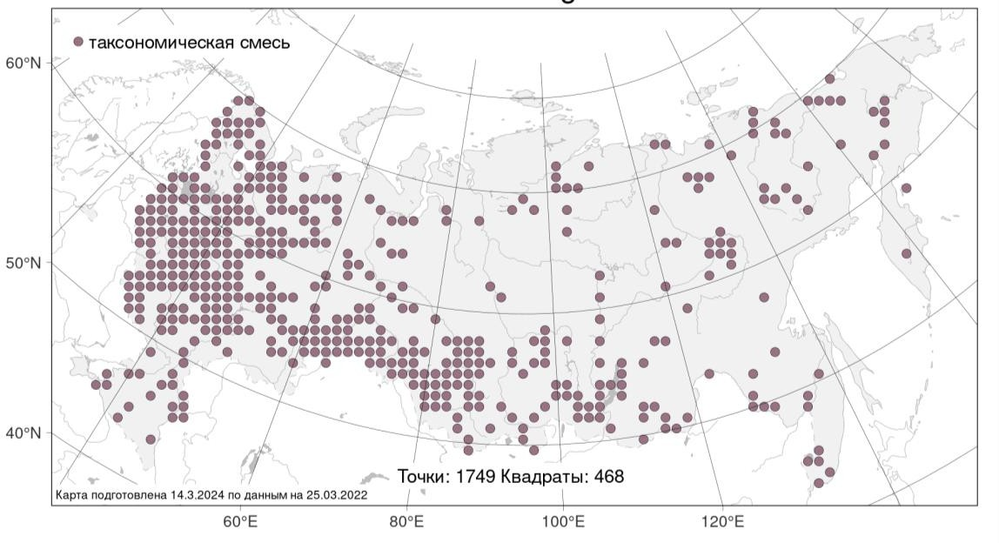 таксономическая смесь
60°N
50°N
40°N
Точки: 1749 Квадраты: 468
Карта подготовлена 14.3.2024 по данным на 25.03.2022
60°E
80°E
100°E
120°E